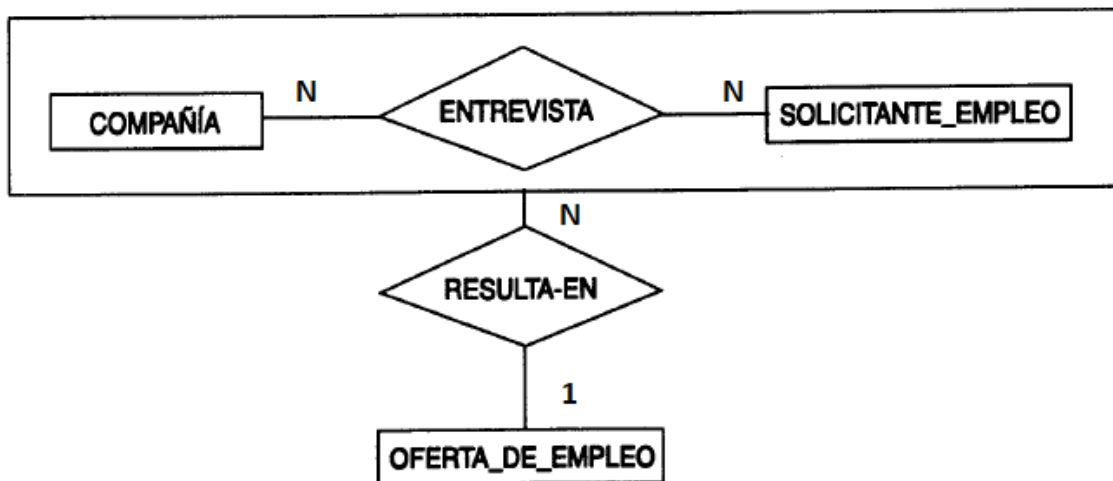 COMPAÑÍA
N
ENTREVISTA
N
SOLICITANTE_EMPLEO
N
RESULTA-EN
1
OFERTA_DE_EMPLEO